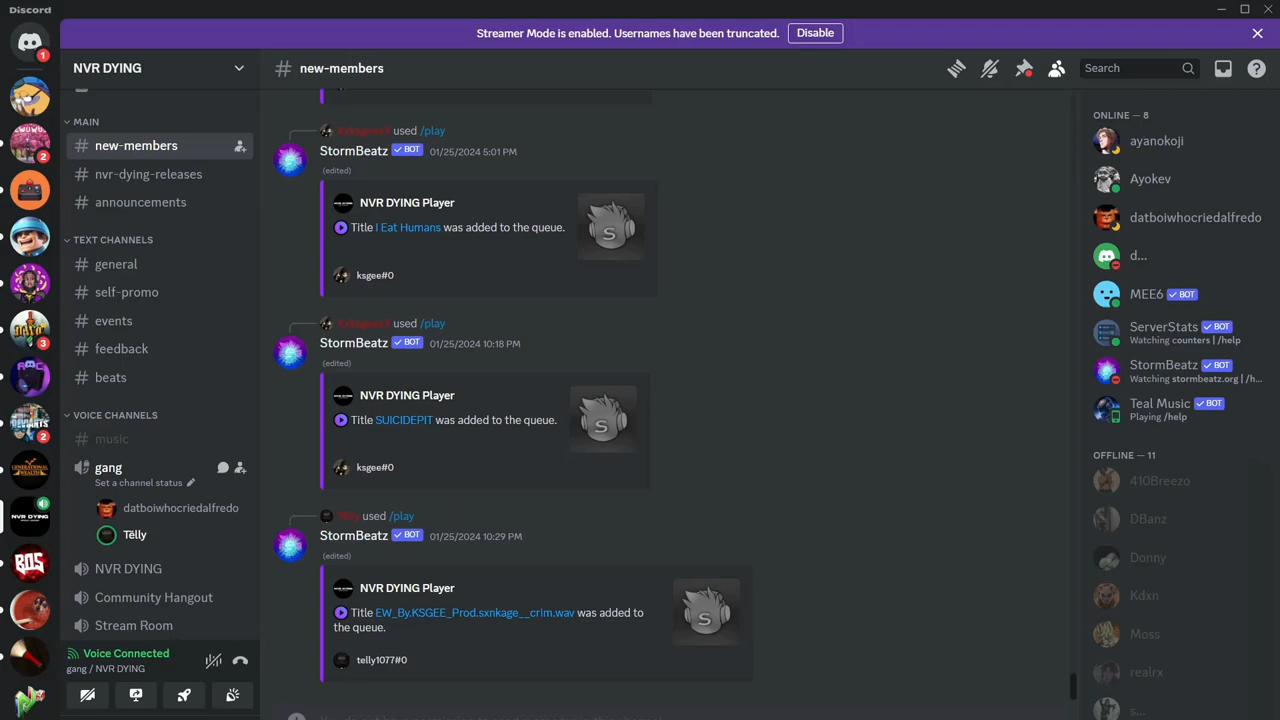 Discord
Streamer Mode is enabled. Usernames have been truncated.
Disable
NVR DYING
MAIN
new-members
nvr-dying-releases
announcements
TEXT CHANNELS
general
self-promo
events
feedback
beats
VOICE CHANNELS
music
gang
Set a channel status
datboiwhocriedalfredo
Telly
NVR DYING
Community Hangout
Stream Room
Voice Connected
gang / NVR DYING
1
2
3
2
new-members
Search
used /play
StormBeatz BOT 01/25/2024 5:01 PM
(edited)
NVR DYING Player
Title I Eat Humans was added to the queue.
ksgee#0
used /play
StormBeatz BOT 01/25/2024 10:18 PM
(edited)
NVR DYING Player
Title SUICIDEPIT was added to the queue.
ksgee#0
Telly used /play
StormBeatz BOT 01/25/2024 10:29 PM
(edited)
NVR DYING Player
Title EW_By.KSGEE_Prod.sxnkage__crim.wav was added to
the queue.
telly1077#0
ONLINE — 8
ayanokoji
Ayokev
datboiwhocriedalfredo
d...
MEE6 BOT
ServerStats BOT
Watching counters | /help
StormBeatz BOT
Watching stormbeatz.org | /h...
Teal Music BOT
Playing /help
OFFLINE — 11
410Breezo
DBanz
Donny
Kdxn
Moss
realrx
s...